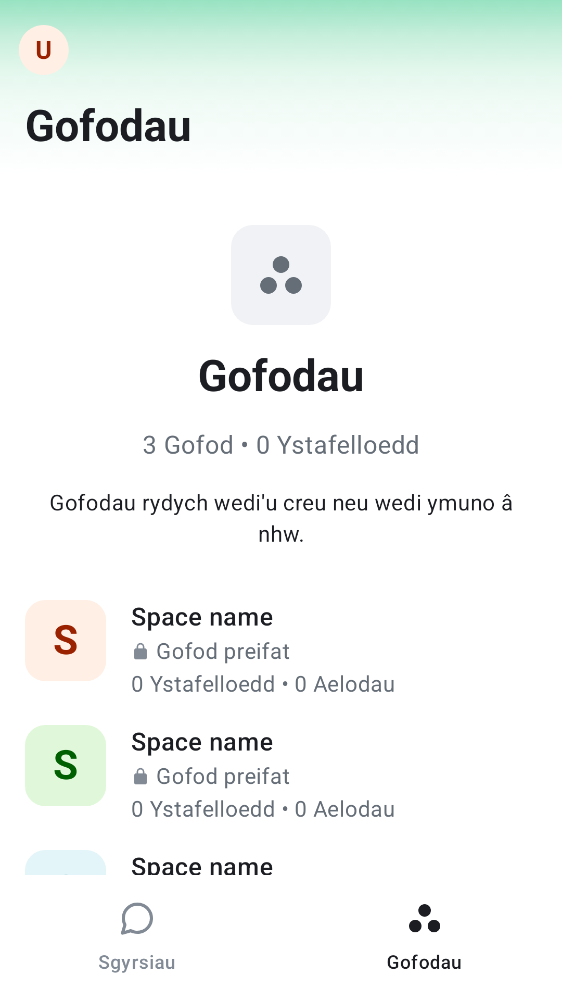 U
Gofodau
Gofodau
3 Gofod • 0 Ystafelloedd
Gofodau rydych wedi'u creu neu wedi ymuno â
nhw.
S
Space name
Gofod preifat
0 Ystafelloedd • 0 Aelodau
S
Space name
Gofod preifat
0 Ystafelloedd • 0 Aelodau
Space name
Sgyrsiau
Gofodau